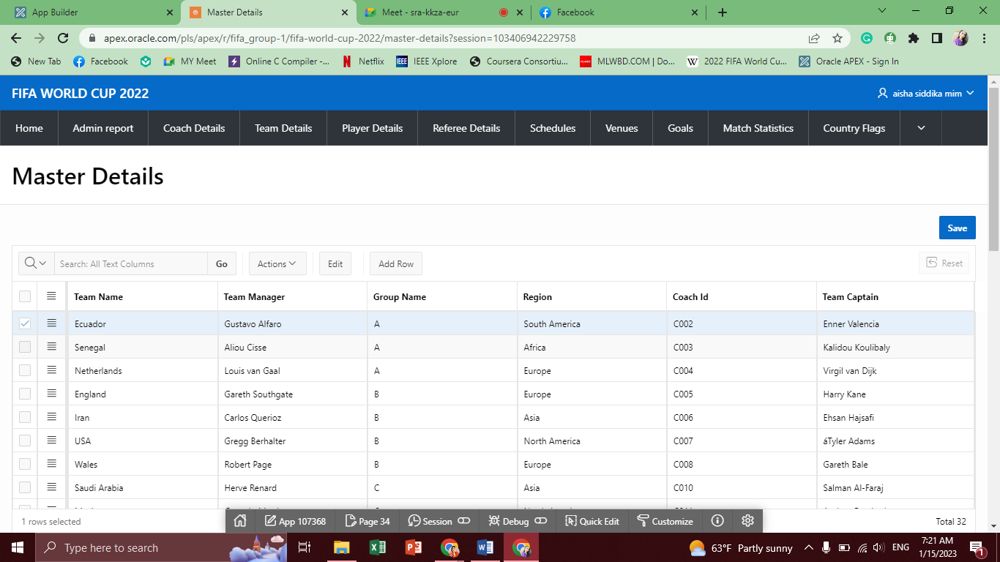 App Builder
Master Details
Meet - sra-kkza-eur
Facebook
apex.oracle.com/pls/apex/r/fifa_group-1/fifa-world-cup-2022/master-details?session=103406942229758
New Tab Facebook MY Meet Online C Compiler -... Netflix IEEE IEEE Xplore Coursera Consortiu... MLWBD.COM | Do... W 2022 FIFA World Cu... Oracle APEX - Sign In
FIFA WORLD CUP 2022 aisha siddika mim
Home Admin report Coach Details Team Details Player Details Referee Details Schedules Venues Goals Match Statistics Country Flags
Master Details
Save
Search: All Text Columns Go Actions Edit Add Row Reset
Team Name Team Manager Group Name Region Coach Id Team Captain
Ecuador Gustavo Alfaro A South America C002 Enner Valencia
Senegal Aliou Cisse A Africa C003 Kalidou Koulibaly
Netherlands Louis van Gaal A Europe C004 Virgil van Dijk
England Gareth Southgate B Europe C005 Harry Kane
Iran Carlos Querioz B Asia C006 Ehsan Hajsafi
USA Gregg Berhalter B North America C007 áTyler Adams
Wales Robert Page B Europe C008 Gareth Bale
Saudi Arabia Herve Renard C Asia C010 Salman Al-Faraj
1 rows selected App 107368 Page 34 Session Debug Quick Edit Customize Total 32
Type here to search 63°F Partly sunny ENG 7:21 AM
1/15/2023 1